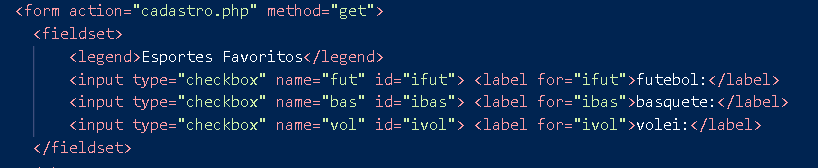 <form action="cadastro.php" method="get">
<fieldset>
<legend>Esportes Favoritos</legend>
<input type="checkbox" name="fut" id="ifut"> <label for="ifut">futebol:</label>
<input type="checkbox" name="bas" id="ibas"> <label for="ibas">basquete:</label>
<input type="checkbox" name="vol" id="ivol"> <label for="ivol">volei:</label>
</fieldset>